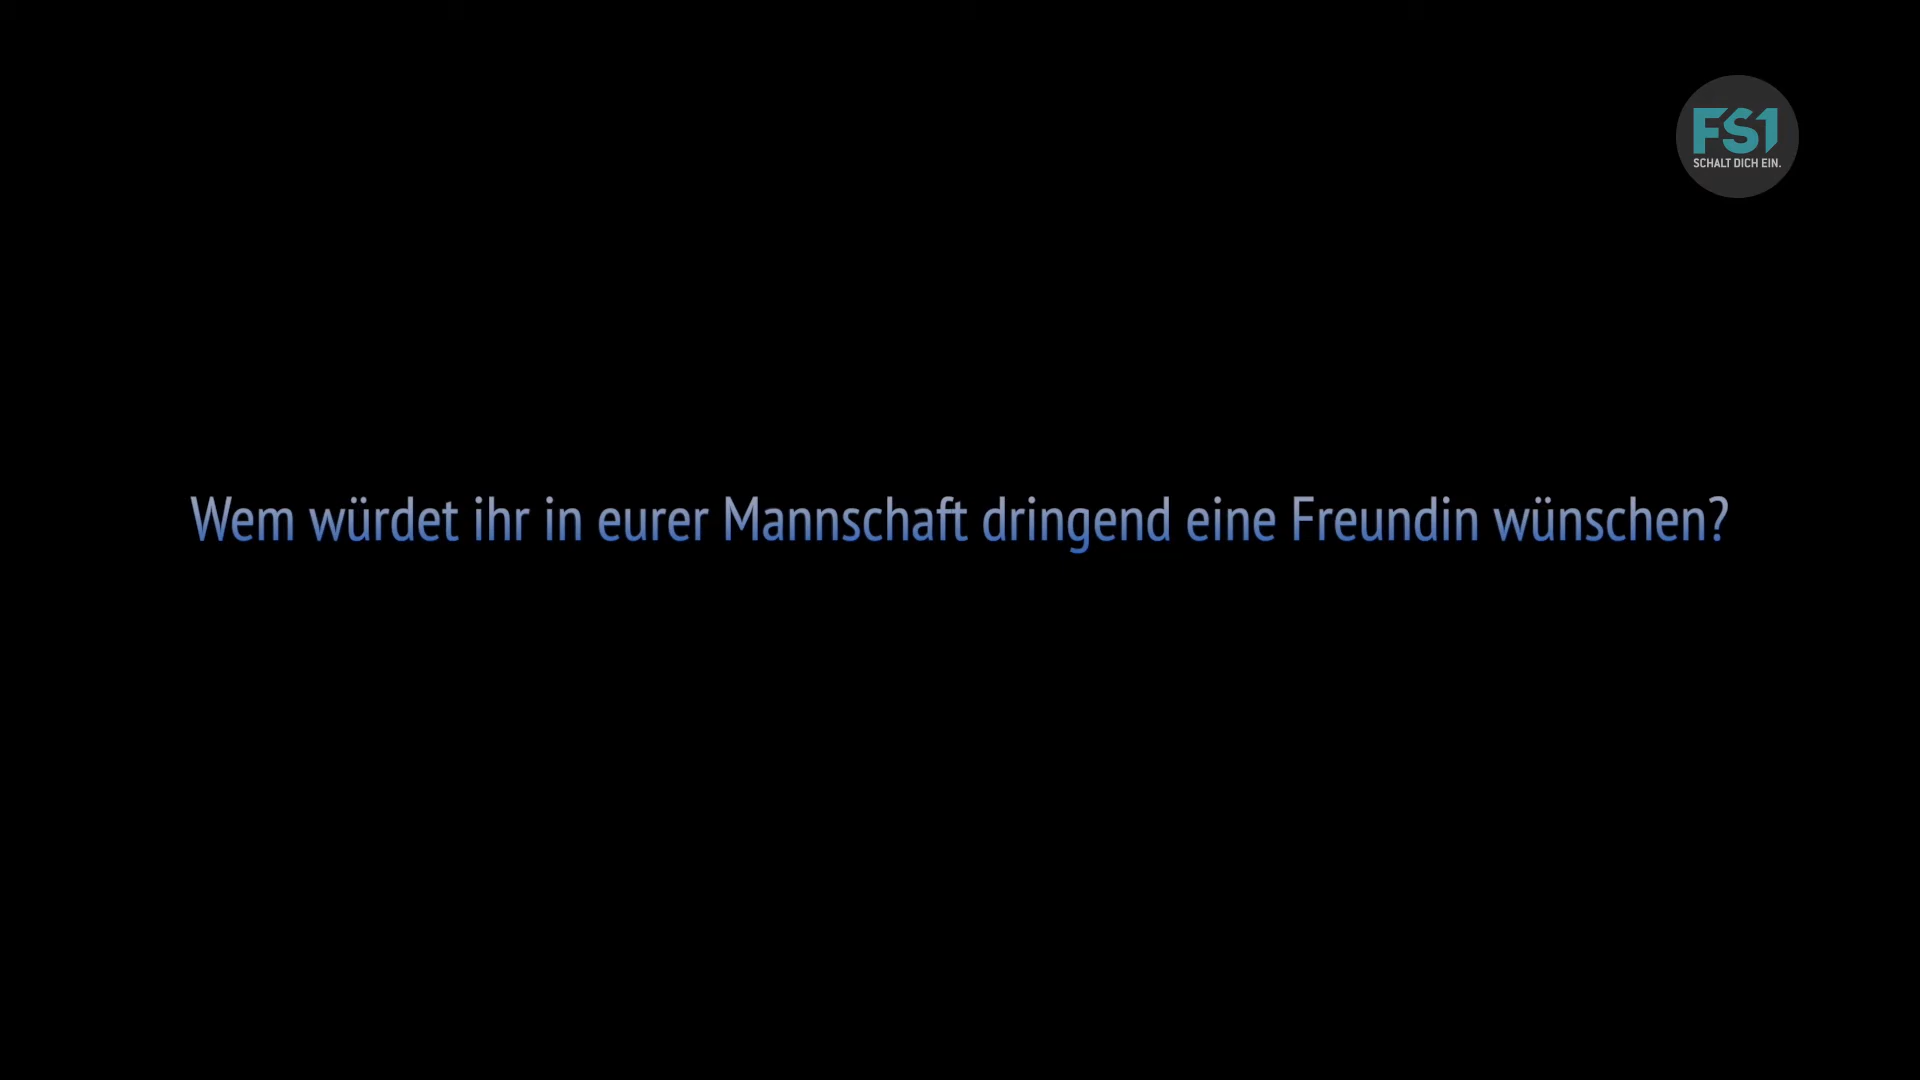 FS1
SCHALT DICH EIN.
Wem würdet ihr in eurer Mannschaft dringend eine Freundin wünschen?